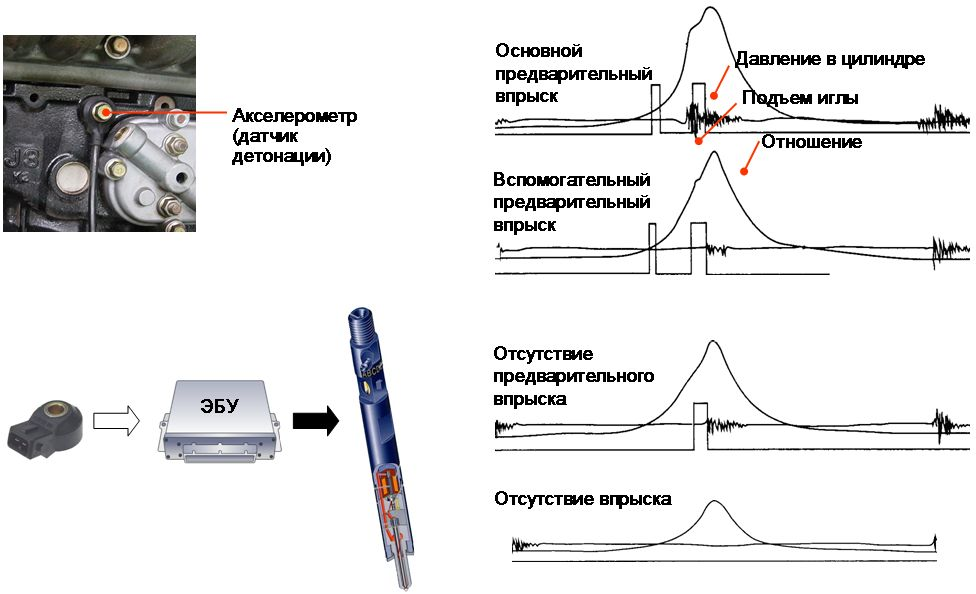 Акселерометр
(датчик
детонации)
ЭБУ
ABCD
Основной
предварительный
впрыск
Давление в цилиндре
Подъем иглы
Отношение
Вспомогательный
предварительный
впрыск
Отсутствие
предварительного
впрыска
Отсутствие впрыска